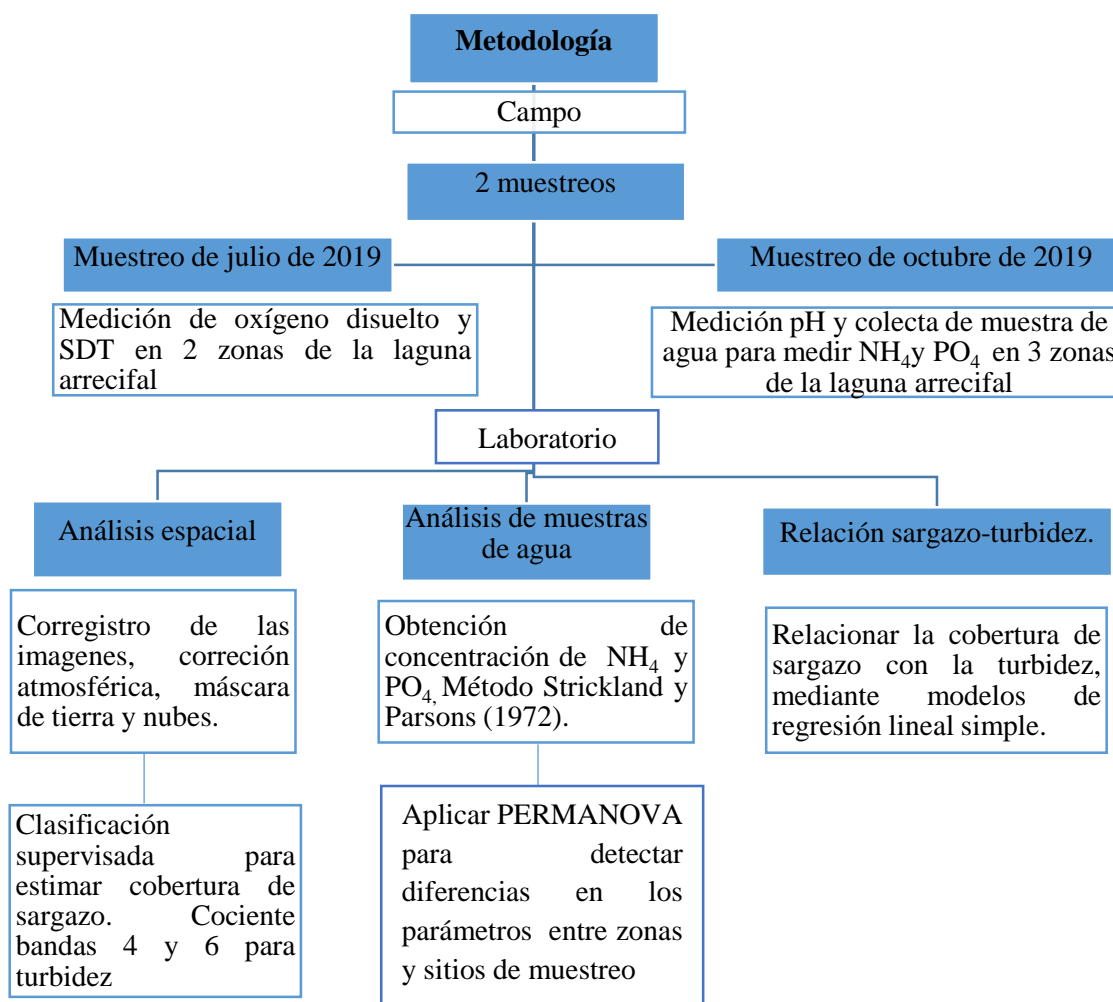 Metodología
Campo
2 muestreos
Muestreo de julio de 2019
Medición de oxígeno disuelto y
SDT en 2 zonas de la laguna
arrecifal
Muestreo de octubre de 2019
Medición pH y colecta de muestra de
agua para medir NH₄y PO₄ en 3 zonas
de la laguna arrecifal
Laboratorio
Análisis espacial
Corregistro de las
imagenes, correción
atmosférica, máscara
de tierra y nubes.
Clasificación
supervisada para
estimar cobertura de
sargazo. Cociente
bandas 4 y 6 para
turbidez
Análisis de muestras
de agua
Obtención de
concentración de NH₄ y
PO₄, Método Strickland y
Parsons (1972).
Aplicar PERMANOVA
para detectar
diferencias en los
parámetros entre zonas
y sitios de muestreo
Relación sargazo-turbidez.
Relacionar la cobertura de
sargazo con la turbidez,
mediante modelos de
regresión lineal simple.